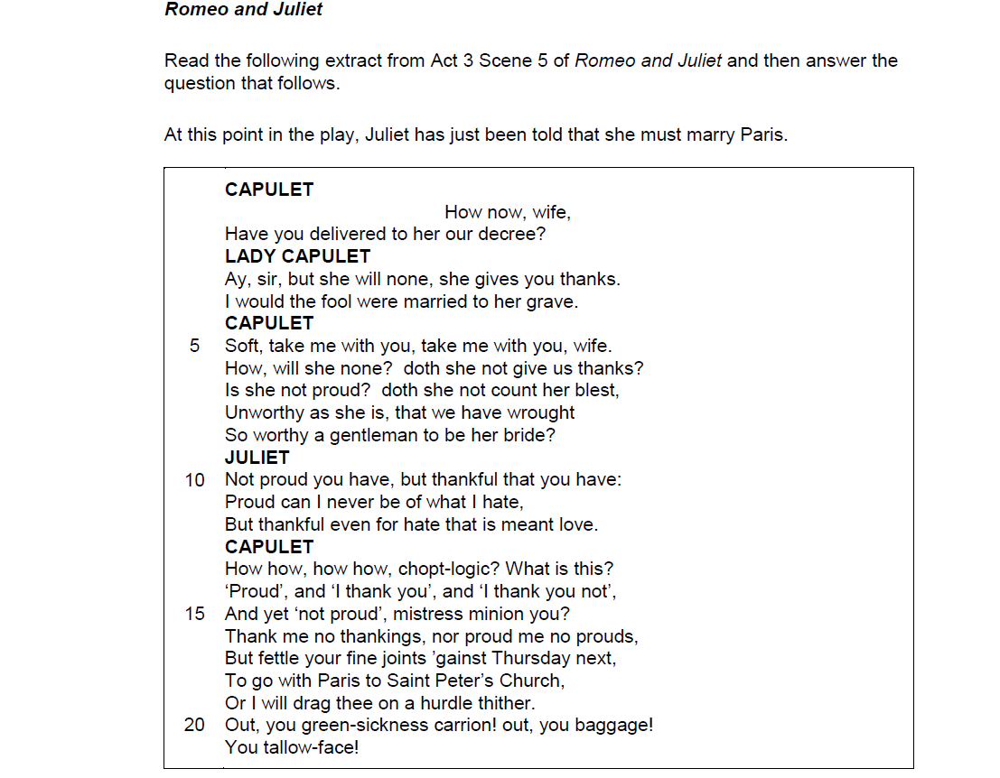 Romeo and Juliet
Read the following extract from Act 3 Scene 5 of Romeo and Juliet and then answer the
question that follows.
At this point in the play, Juliet has just been told that she must marry Paris.
CAPULET
How now, wife,
Have you delivered to her our decree?
LADY CAPULET
Ay, sir, but she will none, she gives you thanks.
I would the fool were married to her grave.
CAPULET
5 Soft, take me with you, take me with you, wife.
How, will she none? doth she not give us thanks?
Is she not proud? doth she not count her blest,
Unworthy as she is, that we have wrought
So worthy a gentleman to be her bride?
JULIET
10 Not proud you have, but thankful that you have:
Proud can I never be of what I hate,
But thankful even for hate that is meant love.
CAPULET
How how, how how, chopt-logic? What is this?
‘Proud’, and ‘I thank you’, and ‘I thank you not’,
15 And yet ‘not proud’, mistress minion you?
Thank me no thankings, nor proud me no prouds,
But fettle your fine joints ’gainst Thursday next,
To go with Paris to Saint Peter’s Church,
Or I will drag thee on a hurdle thither.
20 Out, you green-sickness carrion! out, you baggage!
You tallow-face!